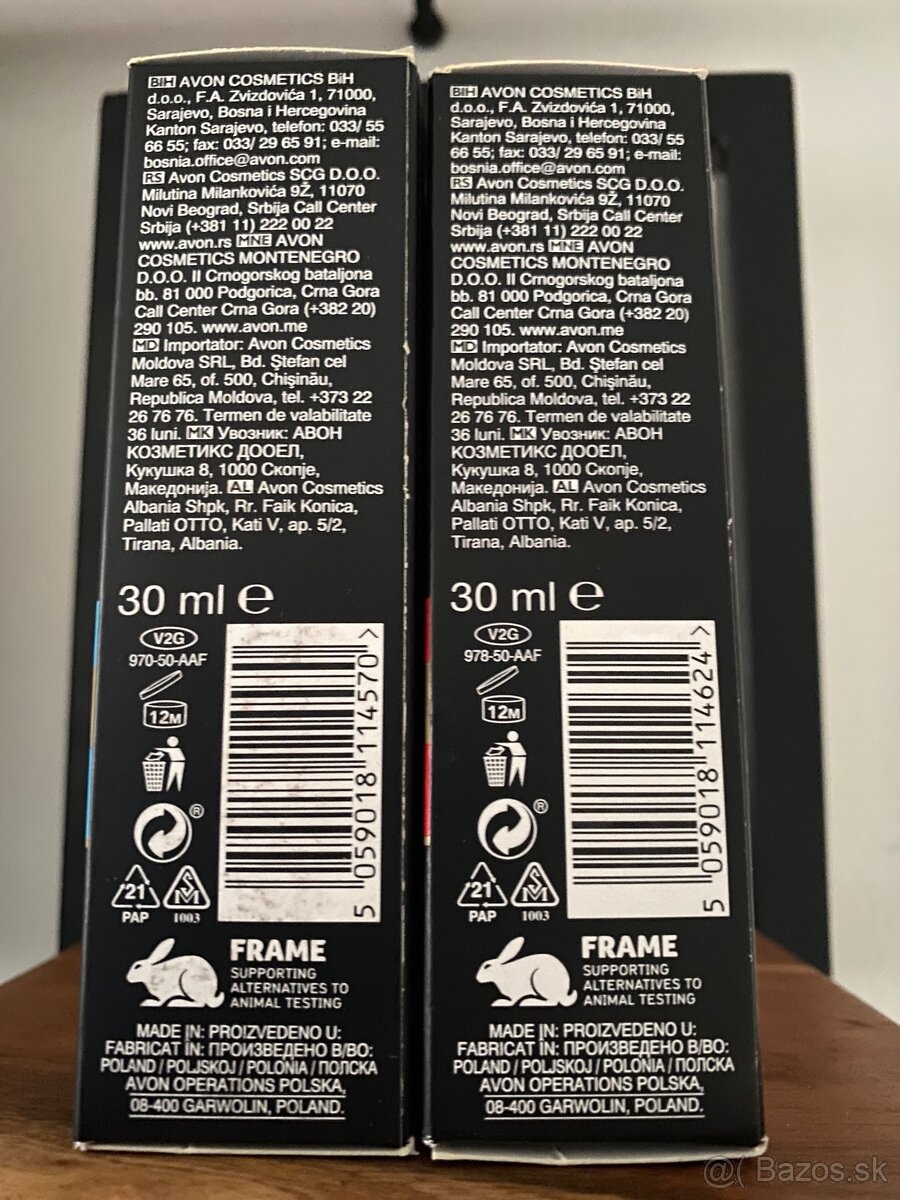 BIH AVON COSMETICS BiH
d.o.o., F.A. Zvizdovića 1, 71000,
Sarajevo, Bosna i Hercegovina
Kanton Sarajevo, telefon: 033/ 55
66 55; fax: 033/ 29 65 91; e-mail:
bosnia.office@avon.com
RS Avon Cosmetics SCG D.O.O.
Milutina Milankovića 9Ž, 11070
Novi Beograd, Srbija Call Center
Srbija (+381 11) 222 00 22
www.avon.rs MNE AVON
COSMETICS MONTENEGRO
D.O.O. II Crnogorskog bataljona
bb. 81 000 Podgorica, Crna Gora
Call Center Crna Gora (+382 20)
290 105. www.avon.me
MD Importator: Avon Cosmetics
Moldova SRL, Bd. Ştefan cel
Mare 65, of. 500, Chişinău,
Republica Moldova, tel. +373 22
26 76 76. Termen de valabilitate
36 luni. MK Увозник: АВОН
КОЗМЕТИКС ДООЕЛ,
Кукушка 8, 1000 Скопје,
Македонија. AL Avon Cosmetics
Albania Shpk, Rr. Faik Konica,
Pallati OTTO, Kati V, ap. 5/2,
Tirana, Albania.
30 ml e
V2G
970-50-AAF
12M
5 059018 114570 >
®
21
PAP
SM
1003
FRAME
SUPPORTING
ALTERNATIVES TO
ANIMAL TESTING
MADE IN: PROIZVEDENO U:
FABRICAT ÎN: ПРОИЗВЕДЕНО В/ВО:
POLAND / POLJSKOJ / POLONIA / ПОЛСКА
AVON OPERATIONS POLSKA,
08-400 GARWOLIN, POLAND.
BIH AVON COSMETICS BiH
d.o.o., F.A. Zvizdovića 1, 71000,
Sarajevo, Bosna i Hercegovina
Kanton Sarajevo, telefon: 033/ 55
66 55; fax: 033/ 29 65 91; e-mail:
bosnia.office@avon.com
RS Avon Cosmetics SCG D.O.O.
Milutina Milankovića 9Ž, 11070
Novi Beograd, Srbija Call Center
Srbija (+381 11) 222 00 22
www.avon.rs MNE AVON
COSMETICS MONTENEGRO
D.O.O. II Crnogorskog bataljona
bb. 81 000 Podgorica, Crna Gora
Call Center Crna Gora (+382 20)
290 105. www.avon.me
MD Importator: Avon Cosmetics
Moldova SRL, Bd. Ştefan cel
Mare 65, of. 500, Chişinău,
Republica Moldova, tel. +373 22
26 76 76. Termen de valabilitate
36 luni. MK Увозник: АВОН
КОЗМЕТИКС ДООЕЛ,
Кукушка 8, 1000 Скопје,
Македонија. AL Avon Cosmetics
Albania Shpk, Rr. Faik Konica,
Pallati OTTO, Kati V, ap. 5/2,
Tirana, Albania.
30 ml e
V2G
978-50-AAF
12M
5 059018 114624 >
®
21
PAP
SM
1003
FRAME
SUPPORTING
ALTERNATIVES TO
ANIMAL TESTING
MADE IN: PROIZVEDENO U:
FABRICAT ÎN: ПРОИЗВЕДЕНО В/ВО:
POLAND / POLJSKOJ / POLONIA / ПОЛСКА
AVON OPERATIONS POLSKA,
08-400 GARWOLIN, POLAND.
@( Bazos.sk